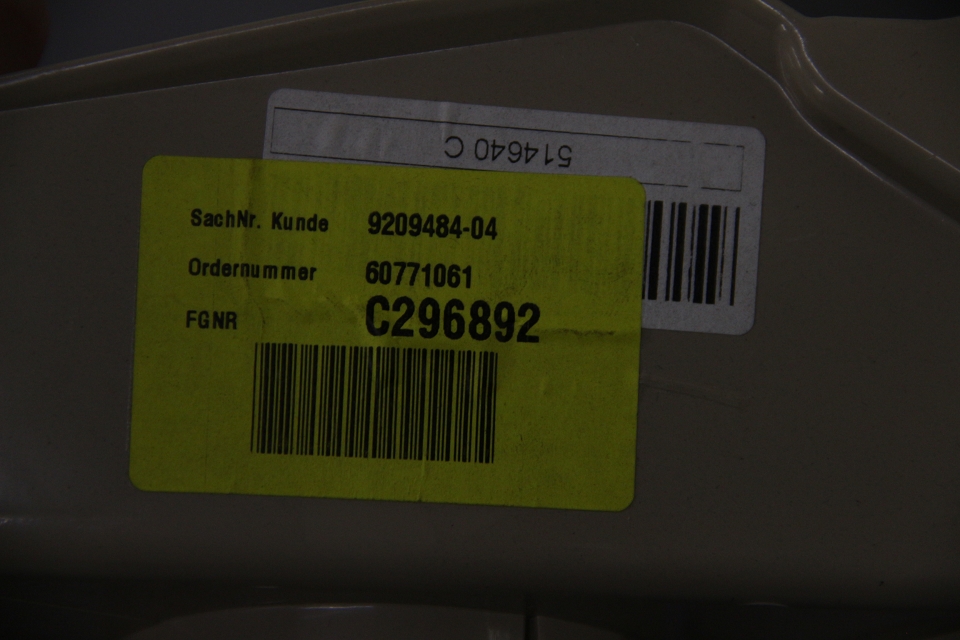 514640 C
SachNr. Kunde 9209484-04
Ordernummer 60771061
FGNR C296892